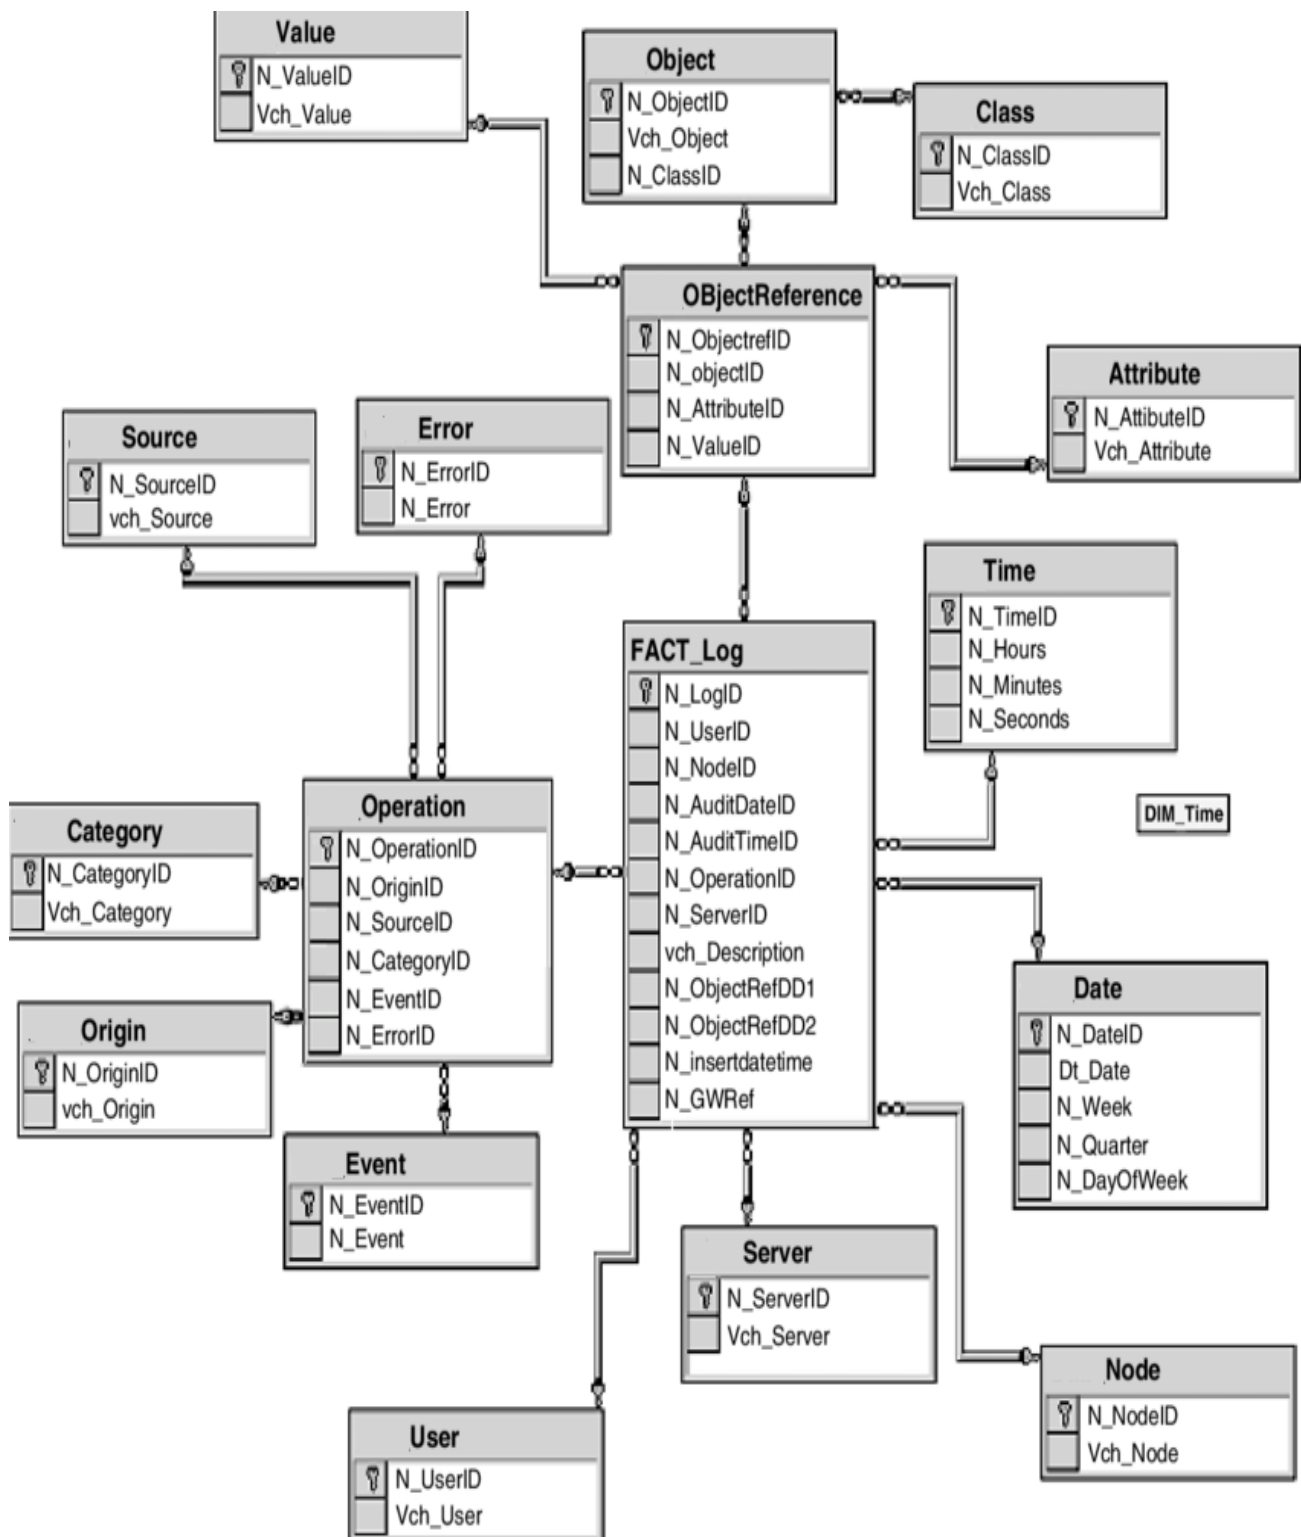 Value
N_ValueID
Vch_Value
Object
N_ObjectID
Vch_Object
N_ClassID
Class
N_ClassID
Vch_Class
OBjectReference
N_ObjectrefID
N_objectID
N_AttributeID
N_ValueID
Attribute
N_AttibuteID
Vch_Attribute
Source
N_SourceID
vch_Source
Error
N_ErrorID
N_Error
Time
N_TimeID
N_Hours
N_Minutes
N_Seconds
FACT_Log
N_LogID
N_UserID
N_NodeID
N_AuditDateID
N_AuditTimeID
N_OperationID
N_ServerID
vch_Description
N_ObjectRefDD1
N_ObjectRefDD2
N_insertdatetime
N_GWRef
DIM_Time
Operation
N_OperationID
N_OriginID
N_SourceID
N_CategoryID
N_EventID
N_ErrorID
Category
N_CategoryID
Vch_Category
Origin
N_OriginID
vch_Origin
Date
N_DateID
Dt_Date
N_Week
N_Quarter
N_DayOfWeek
Event
N_EventID
N_Event
Server
N_ServerID
Vch_Server
Node
N_NodeID
Vch_Node
User
N_UserID
Vch_User